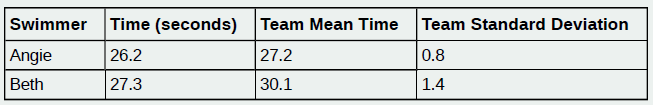 Swimmer Time (seconds) Team Mean Time Team Standard Deviation
Angie 26.2 27.2 0.8
Beth 27.3 30.1 1.4